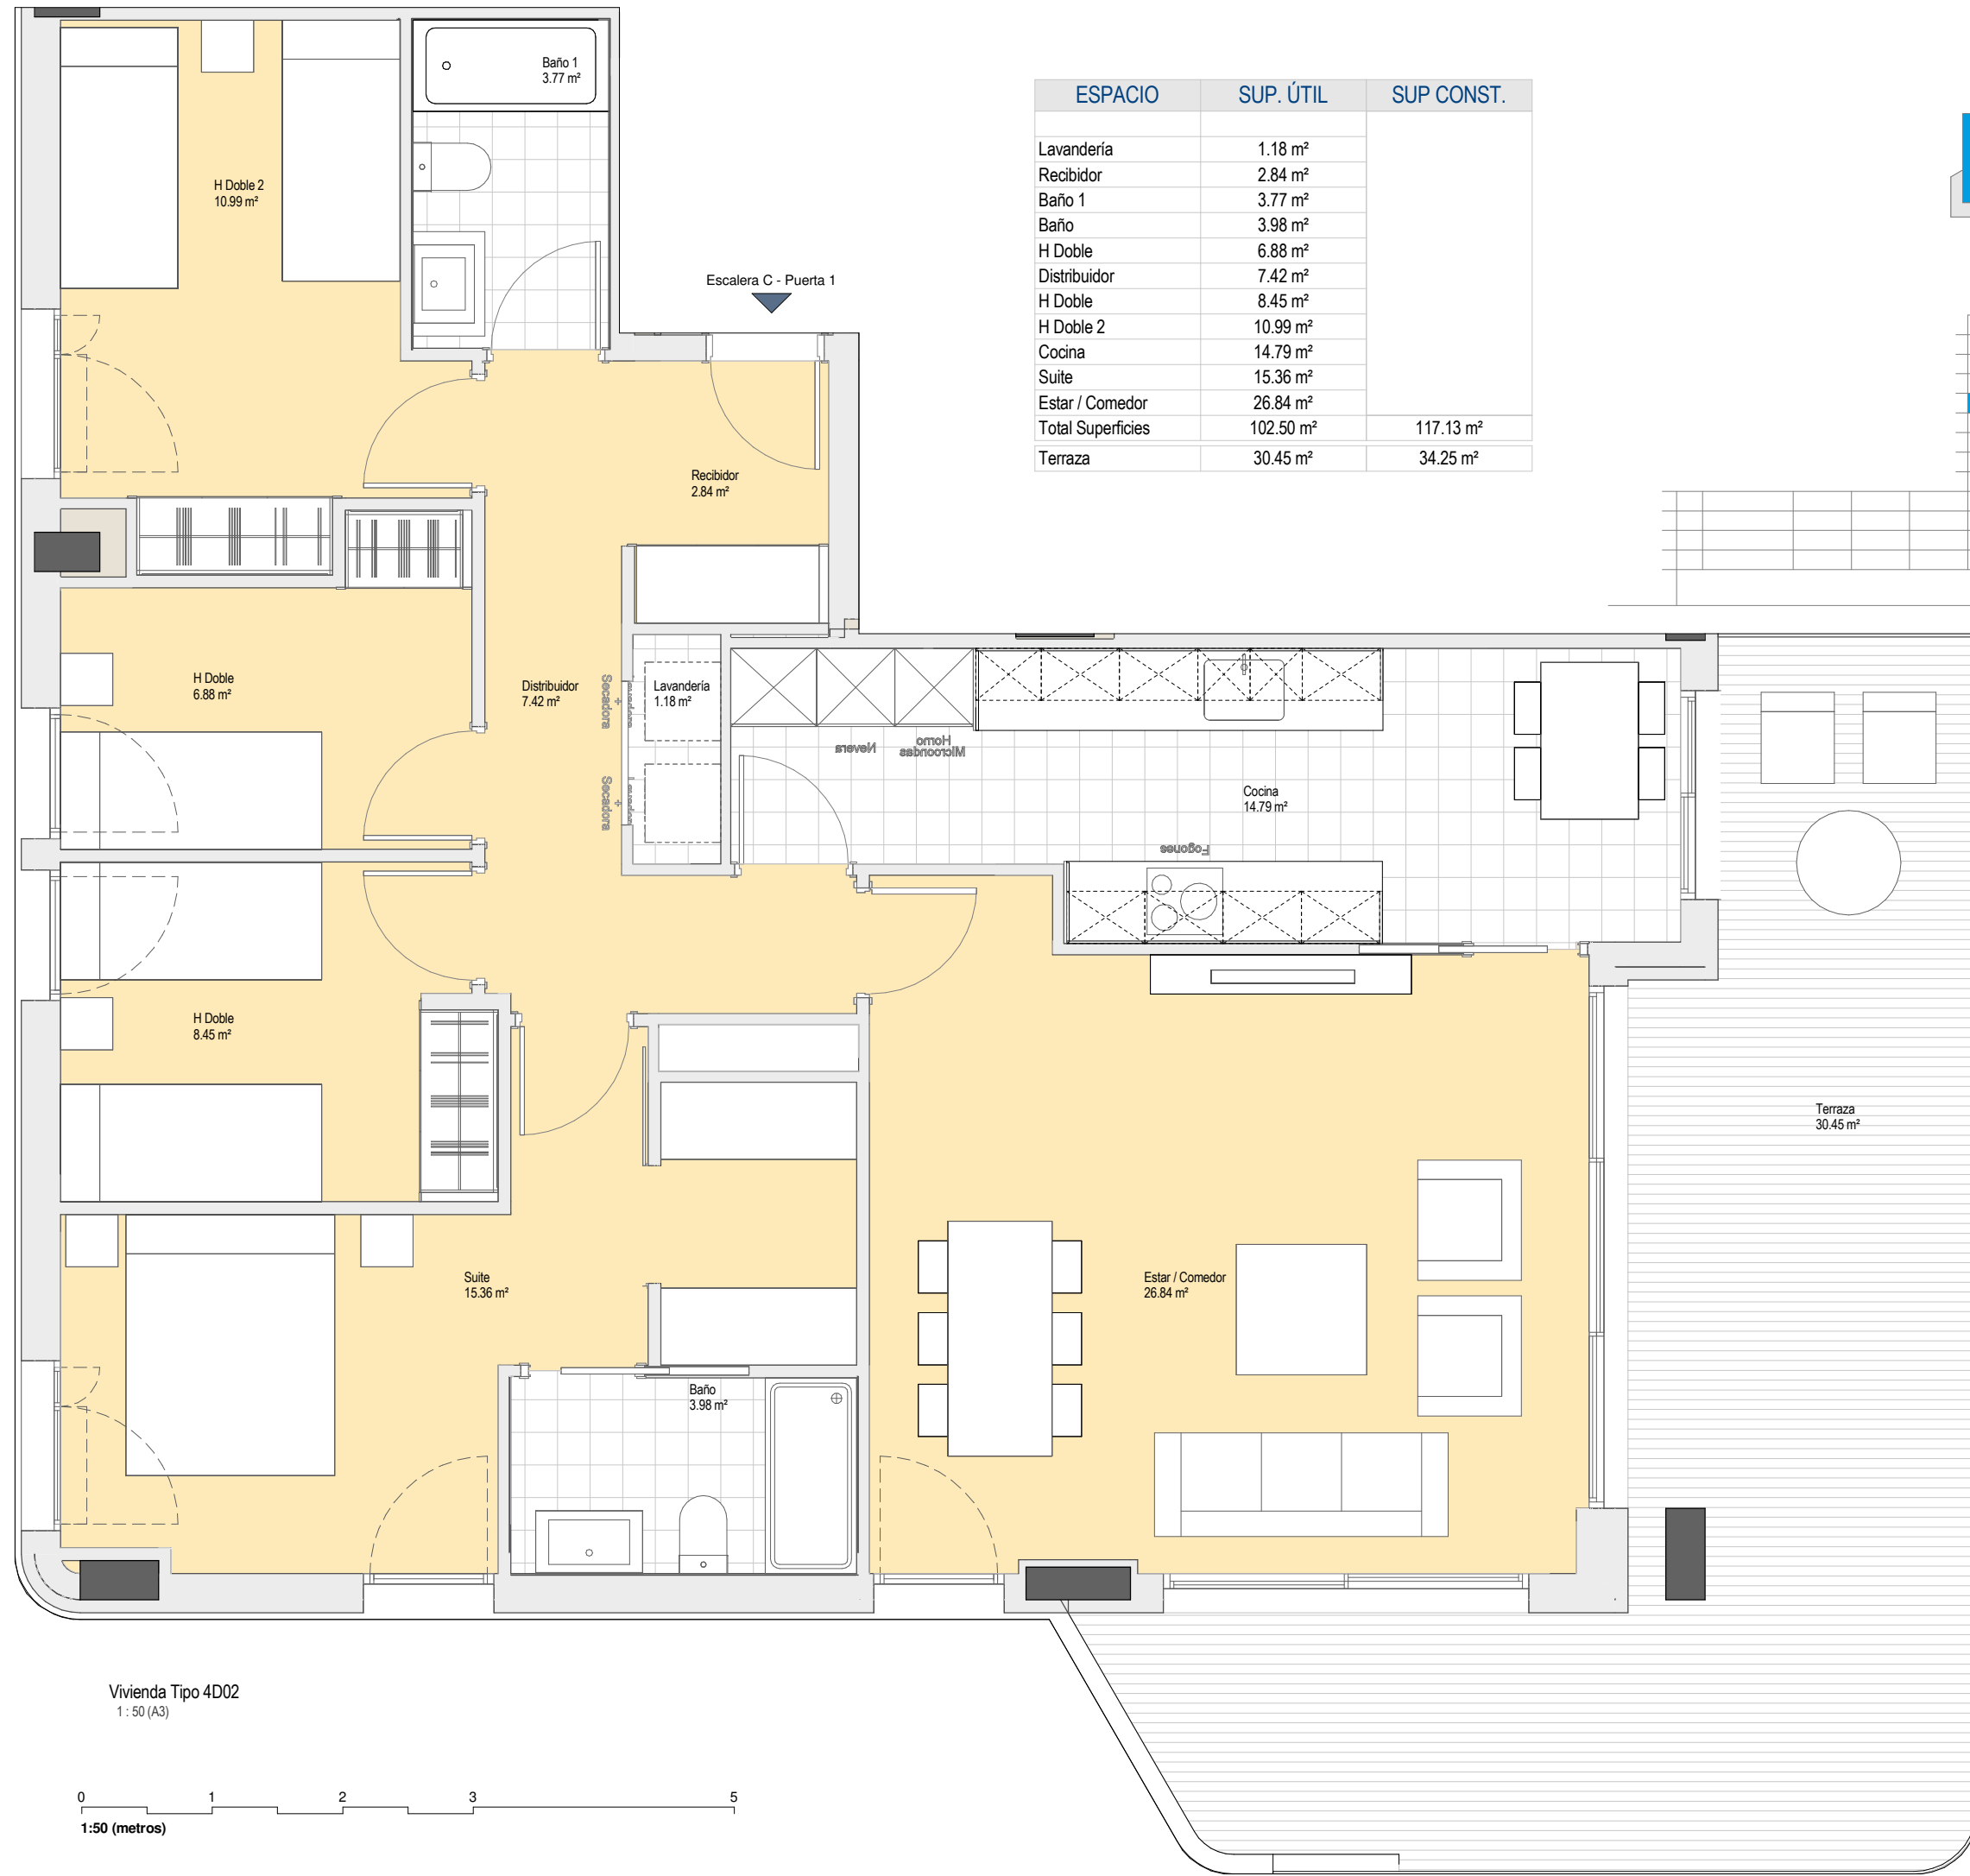 Baño 1
3.77 m²
H Doble 2
10.99 m²
Escalera C - Puerta 1
ESPACIO SUP. ÚTIL SUP CONST.
Lavandería 1.18 m²
Recibidor 2.84 m²
Baño 1 3.77 m²
Baño 3.98 m²
H Doble 6.88 m²
Distribuidor 7.42 m²
H Doble 8.45 m²
H Doble 2 10.99 m²
Cocina 14.79 m²
Suite 15.36 m²
Estar / Comedor 26.84 m²
Total Superficies 102.50 m² 117.13 m²
Terraza 30.45 m² 34.25 m²
Recibidor
2.84 m²
H Doble
6.88 m²
Distribuidor
7.42 m²
Secadora
+
Lavandería
1.18 m²
Secadora
+
Nevera
Horno
Microondas
Cocina
14.79 m²
Fogones
H Doble
8.45 m²
Terraza
30.45 m²
Suite
15.36 m²
Estar / Comedor
26.84 m²
Baño
3.98 m²
Vivienda Tipo 4D02
1 : 50 (A3)
0 1 2 3 5
1:50 (metros)